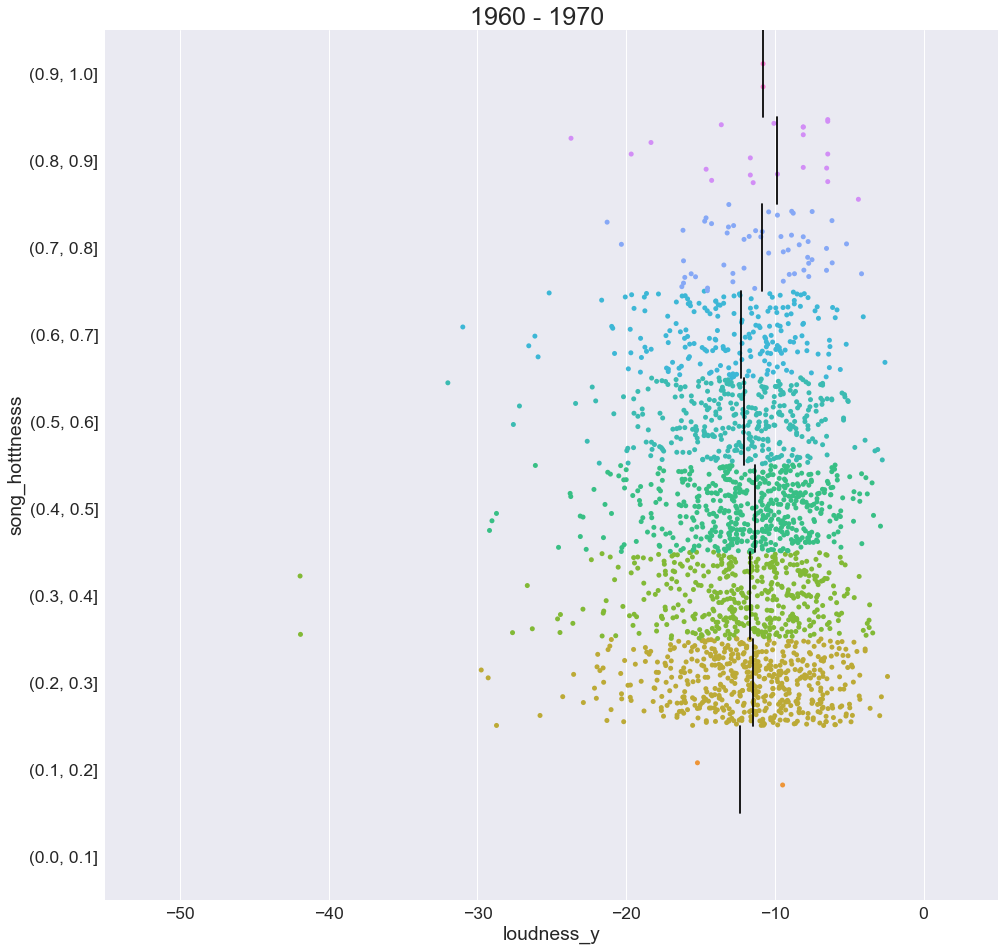 1960 - 1970
song_hotttnesss
(0.9, 1.0]
(0.8, 0.9]
(0.7, 0.8]
(0.6, 0.7]
(0.5, 0.6]
(0.4, 0.5]
(0.3, 0.4]
(0.2, 0.3]
(0.1, 0.2]
(0.0, 0.1]
−50 −40 −30 −20 −10 0
loudness_y